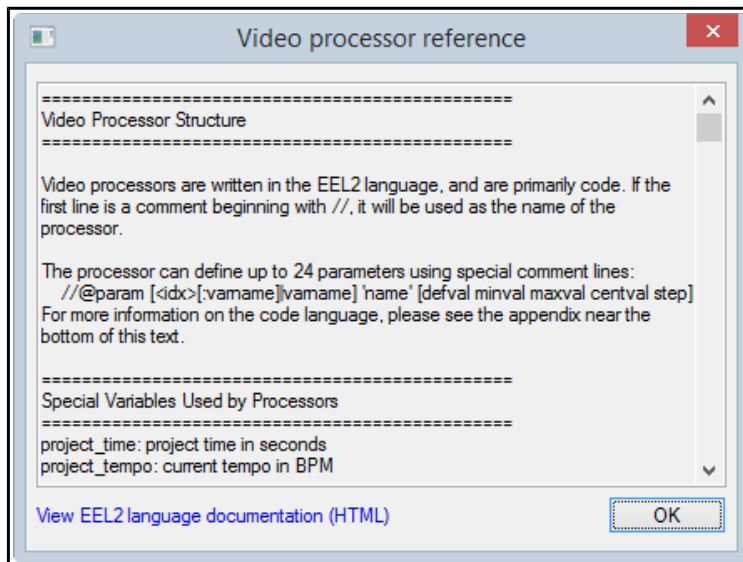 Video processor reference
===============================================
Video Processor Structure
===============================================
Video processors are written in the EEL2 language, and are primarily code. If the
first line is a comment beginning with //, it will be used as the name of the
processor.
The processor can define up to 24 parameters using special comment lines:
//@param [<idx>[:varname]|varname] 'name' [defval minval maxval centval step]
For more information on the code language, please see the appendix near the
bottom of this text.
===============================================
Special Variables Used by Processors
===============================================
project_time: project time in seconds
project_tempo: current tempo in BPM
View EEL2 language documentation (HTML)
OK